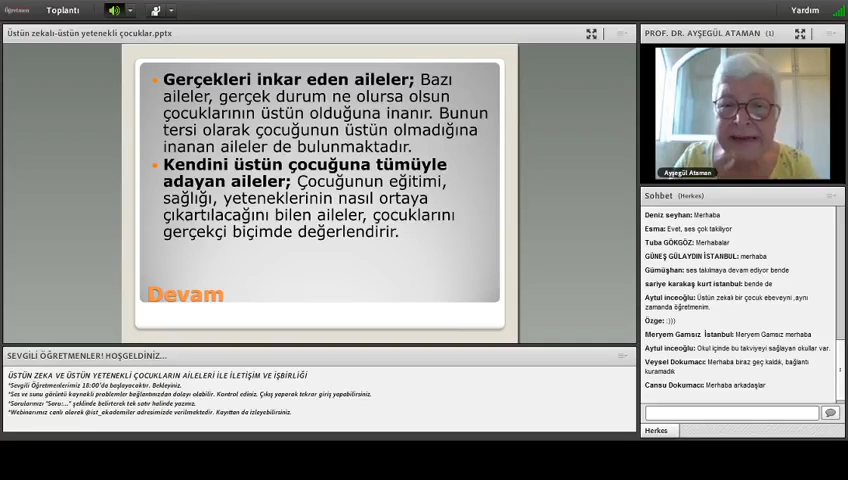 Öğretmen Toplantı Yardım
Üstün zekalı-üstün yetenekli çocuklar.pptx
• Gerçekleri inkar eden aileler; Bazı
aileler, gerçek durum ne olursa olsun
çocuklarının üstün olduğuna inanır. Bunun
tersi olarak çocuğunun üstün olmadığına
inanan aileler de bulunmaktadır.
• Kendini üstün çocuğuna tümüyle
adayan aileler; Çocuğunun eğitimi,
sağlığı, yeteneklerinin nasıl ortaya
çıkartılacağını bilen aileler, çocuklarını
gerçekçi biçimde değerlendirir.
Devam
SEVGİLİ ÖĞRETMENLER! HOŞGELDİNİZ...
ÜSTÜN ZEKA VE ÜSTÜN YETENEKLİ ÇOCUKLARIN AİLELERİ İLE İLETİŞİM VE İŞBİRLİĞİ
*Sevgili Öğretmenlerimiz 18:00'da başlayacaktır. Bekleyiniz.
*Ses ve sunu görüntü kaynaklı problemler bağlantınızdan dolayı olabilir. Kontrol ediniz. Çıkış yaparak tekrar giriş yapabilirsiniz.
*Sorularınızı "Soru:..." şeklinde belirterek tek satır halinde yazınız.
*Webinarımız canlı olarak @ist_akademiler adresimizde verilmektedir. Kayıttan da izleyebilirsiniz.
PROF. DR. AYŞEGÜL ATAMAN (1)
Ayşegül Ataman
Sohbet (Herkes)
Deniz seyhan: Merhaba
Esma: Evet, ses çok takiliyor
Tuba GÖKGÖZ: Merhabalar
GÜNEŞ GÜLAYDIN İSTANBUL: merhaba
Gümüşhan: ses takılmaya devam ediyor bende
sariye karakaş kurt istanbul: bende de
Aytul inceoğlu: Üstün zekalı bir çocuk ebeveyni ,aynı
zamanda öğretmenim.
Özge: :)))
Meryem Gamsız İstanbul: Meryem Gamsız merhaba
Aytul inceoğlu: Okul içinde bu takviyeyi sağlayan okullar var.
Veysel Dokumacı: Merhaba biraz geç kaldık, bağlantı
kuramadık
Cansu Dokumacı: Merhaba arkadaşlar
Herkes